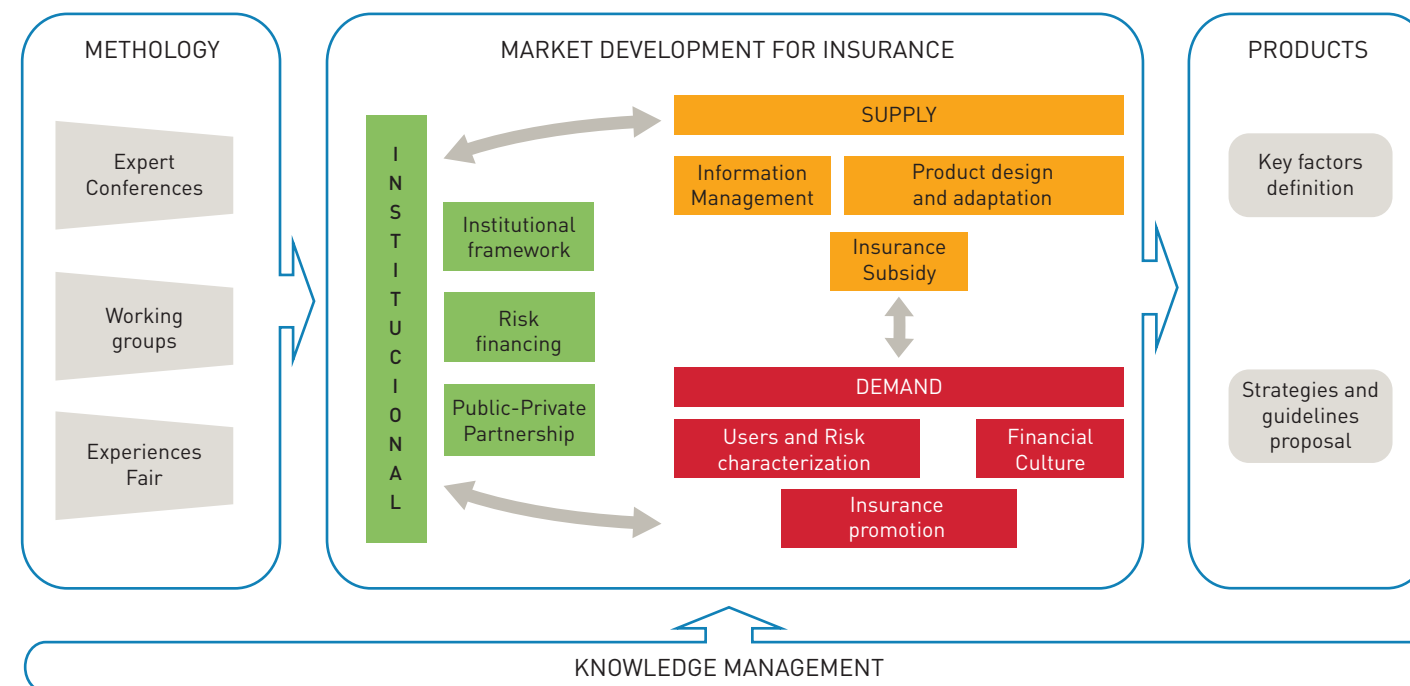 METHOLOGY
Expert
Conferences
Working
groups
Experiences
Fair
MARKET DEVELOPMENT FOR INSURANCE
INSTITUCIONAL
Institutional
framework
Risk
financing
Public-Private
Partnership
SUPPLY
Information
Management
Product design
and adaptation
Insurance
Subsidy
DEMAND
Users and Risk
characterization
Financial
Culture
Insurance
promotion
PRODUCTS
Key factors
definition
Strategies and
guidelines
proposal
KNOWLEDGE MANAGEMENT